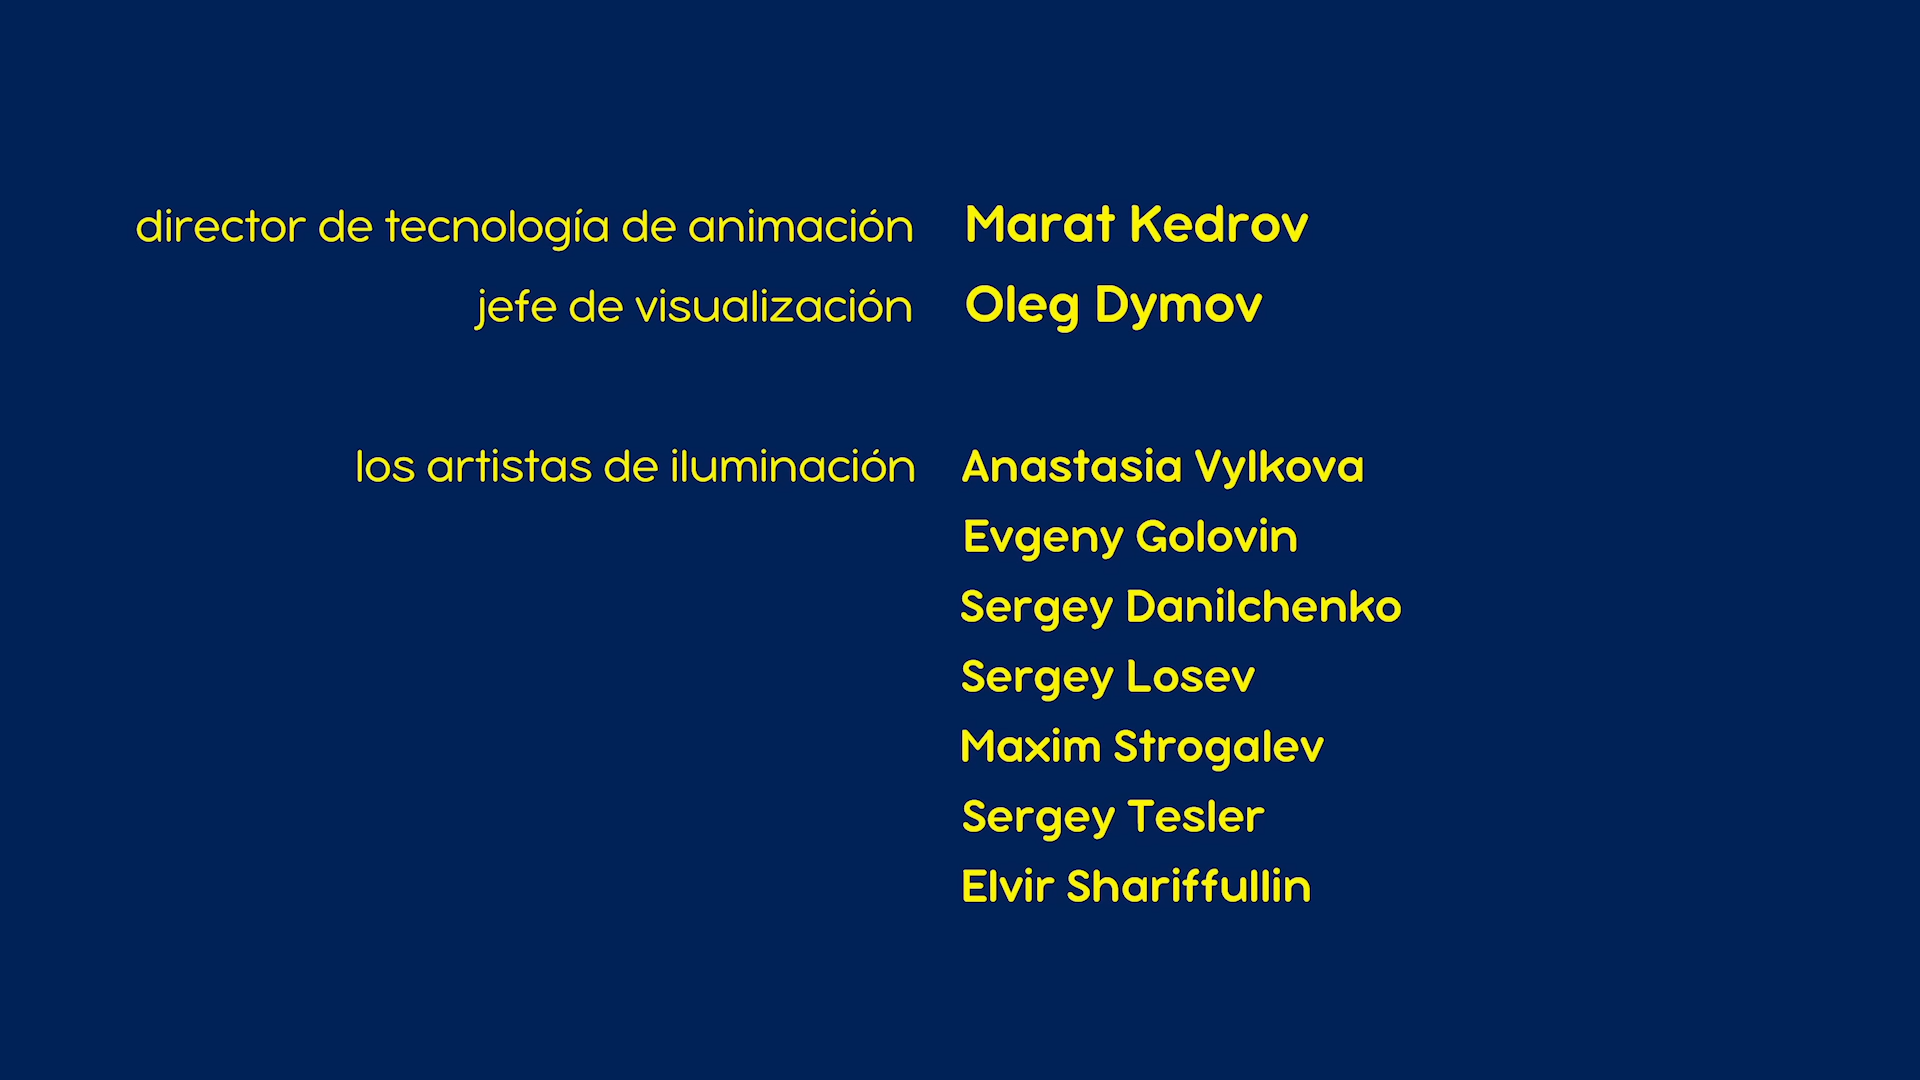 director de tecnología de animación Marat Kedrov
jefe de visualización Oleg Dymov
los artistas de iluminación Anastasia Vylkova
Evgeny Golovin
Sergey Danilchenko
Sergey Losev
Maxim Strogalev
Sergey Tesler
Elvir Shariffullin